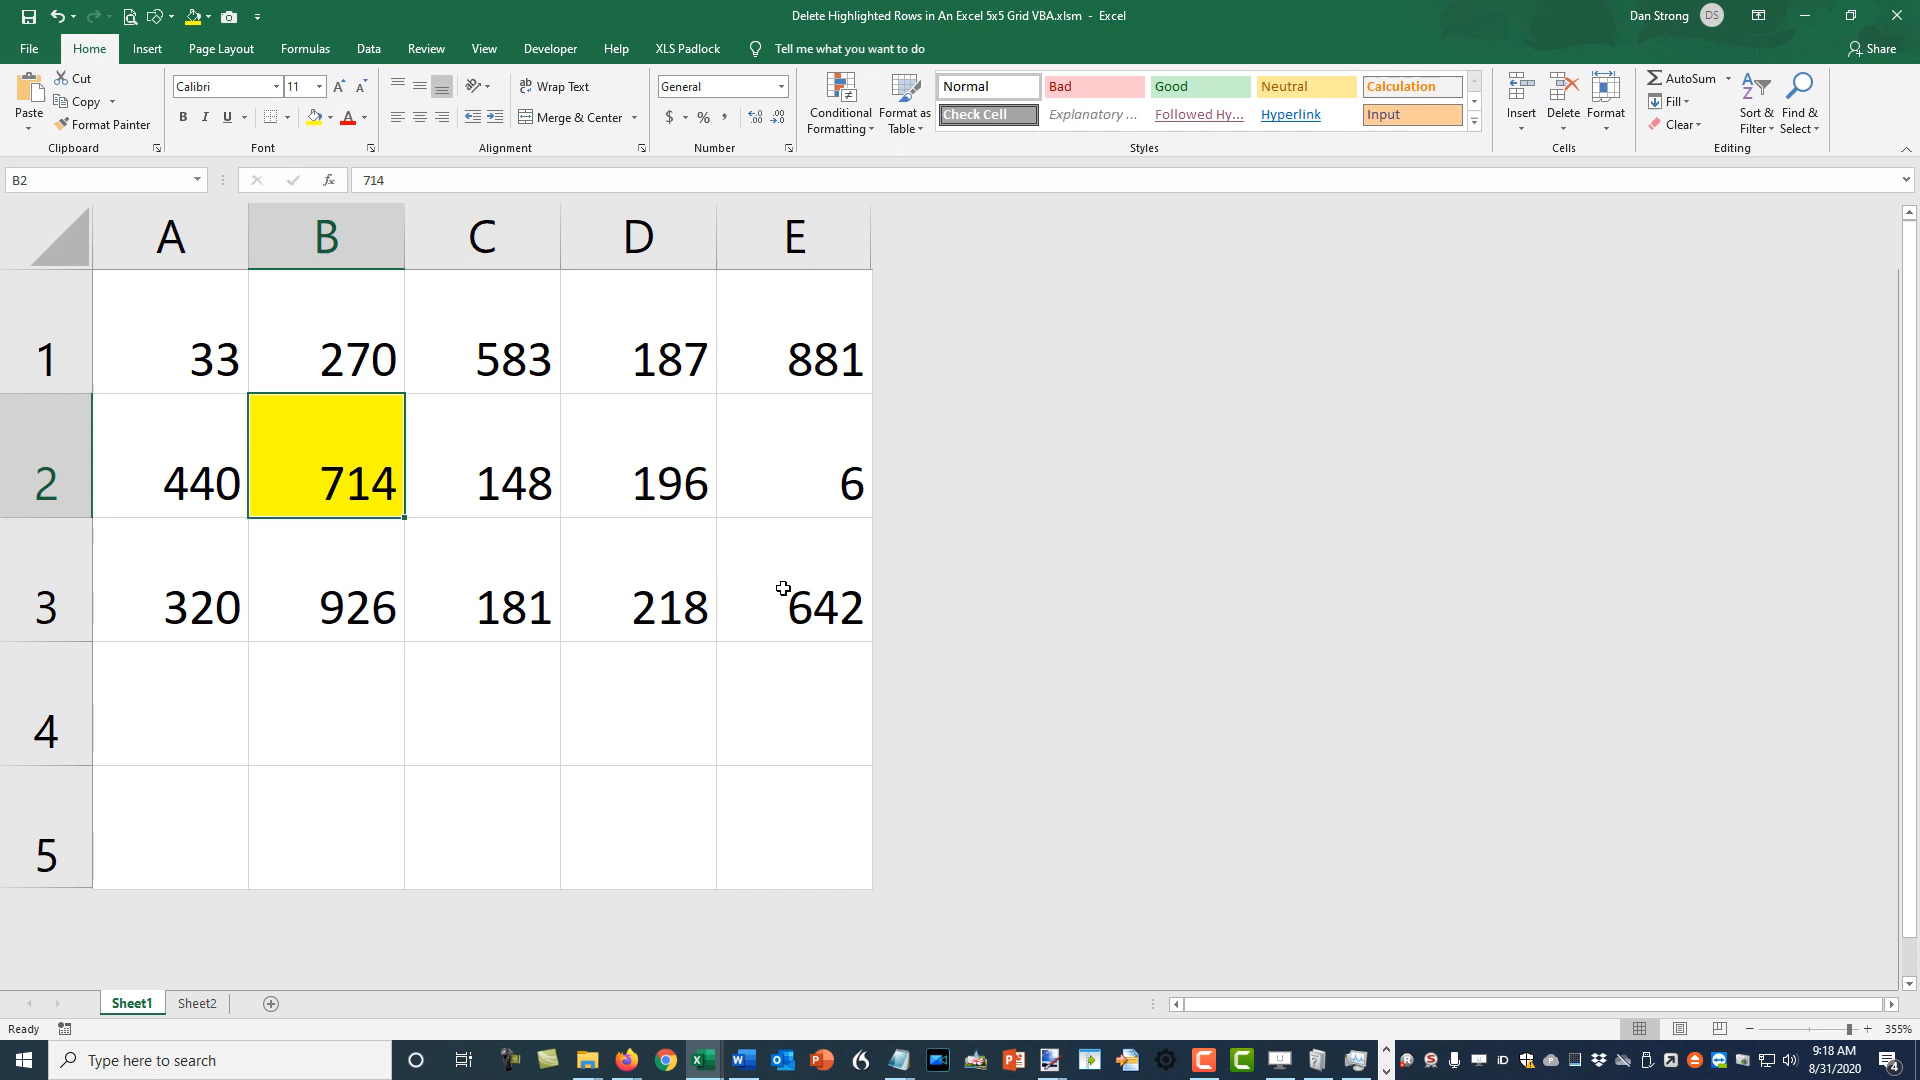 Delete Highlighted Rows in An Excel 5x5 Grid VBA.xlsm - Excel
Dan Strong DS
File Home Insert Page Layout Formulas Data Review View Developer Help XLS Padlock Tell me what you want to do Share
Paste Cut Copy Format Painter
Calibri 11
B I U
Wrap Text
Merge & Center
General
$ % ,
Conditional Formatting
Format as Table
Normal Bad Good Neutral Calculation
Check Cell Explanatory ... Followed Hy... Hyperlink Input
Insert Delete Format
AutoSum
Fill
Clear
Sort & Filter
Find & Select
Clipboard Font Alignment Number Styles Cells Editing
B2 fx 714
A B C D E
1 33 270 583 187 881
2 440 714 148 196 6
3 320 926 181 218 642
4
5
Sheet1 Sheet2
Ready 355%
Type here to search
9:18 AM
8/31/2020
4